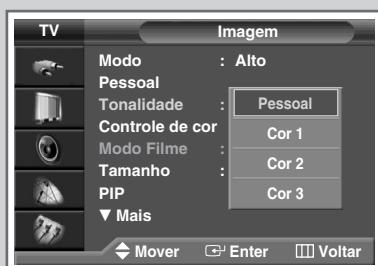 TV Imagem
Modo : Alto
Pessoal
Tonalidade : Pessoal
Controle de cor Cor 1
Modo Filme : Cor 2
Tamanho :
PIP Cor 3
▼ Mais
Mover Enter Voltar